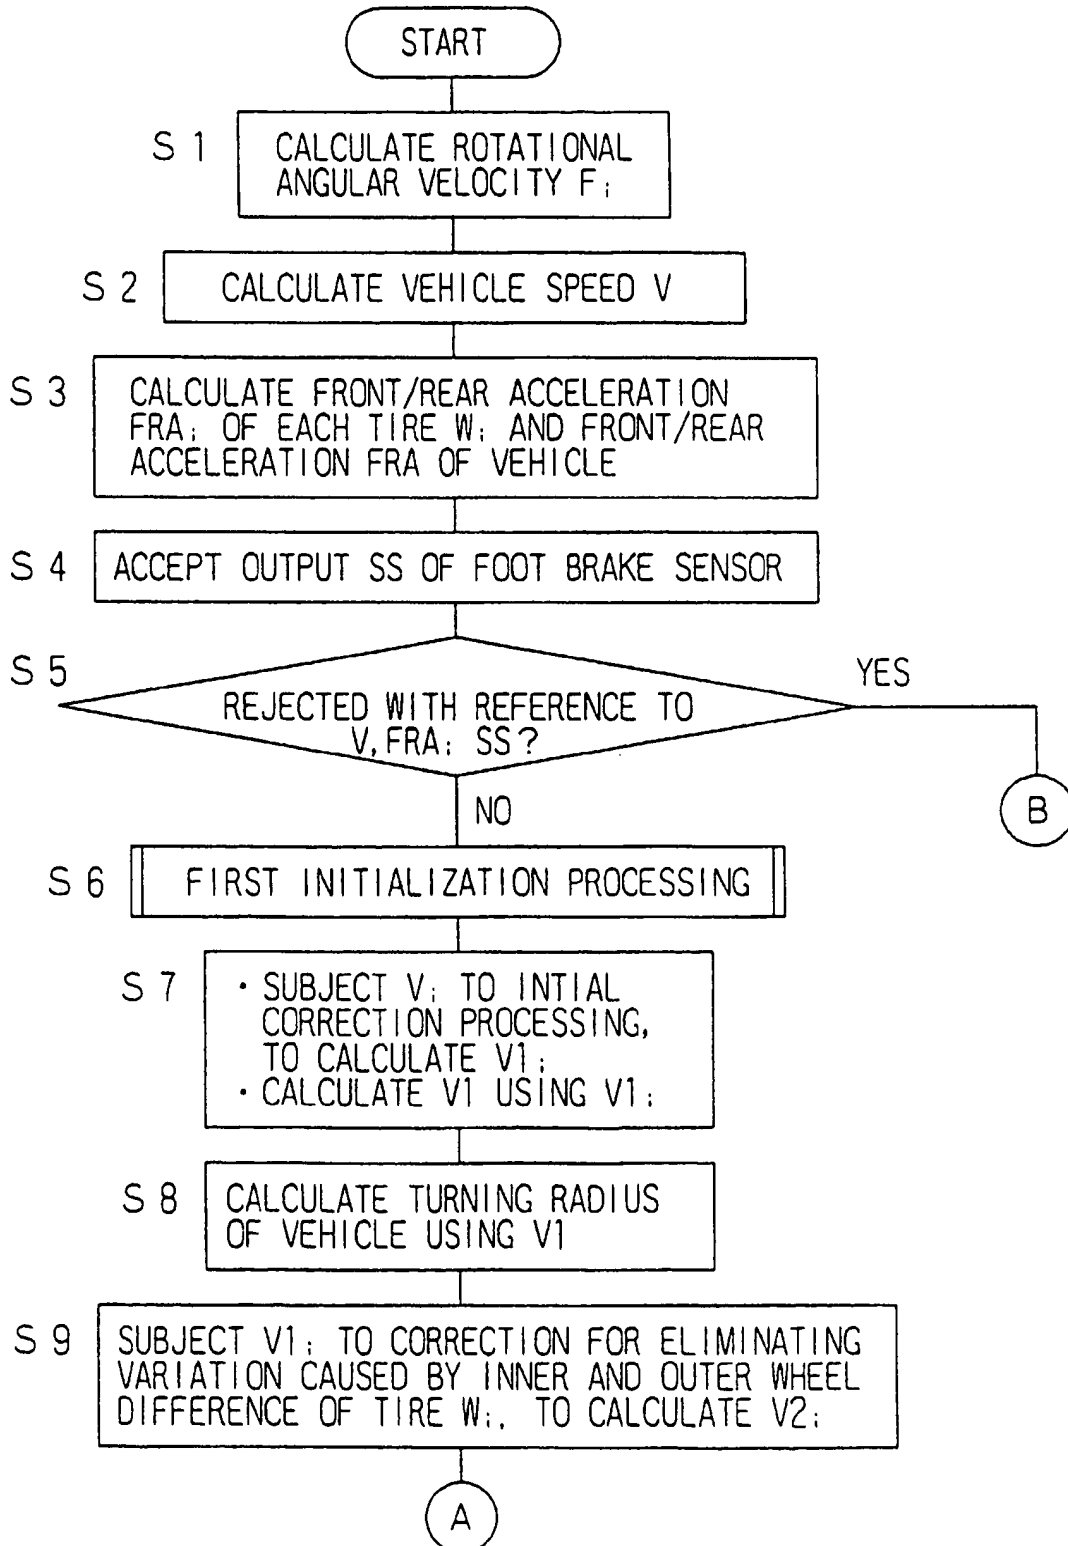 START
S 1
CALCULATE ROTATIONAL
ANGULAR VELOCITY Fi
S 2
CALCULATE VEHICLE SPEED V
S 3
CALCULATE FRONT/REAR ACCELERATION
FRAi OF EACH TIRE Wi AND FRONT/REAR
ACCELERATION FRA OF VEHICLE
S 4
ACCEPT OUTPUT SS OF FOOT BRAKE SENSOR
S 5
REJECTED WITH REFERENCE TO
V, FRAi SS?
YES
B
NO
S 6
FIRST INITIALIZATION PROCESSING
S 7
· SUBJECT Vi TO INTIAL
CORRECTION PROCESSING,
TO CALCULATE V1i
· CALCULATE V1 USING V1i
S 8
CALCULATE TURNING RADIUS
OF VEHICLE USING V1
S 9
SUBJECT V1i TO CORRECTION FOR ELIMINATING
VARIATION CAUSED BY INNER AND OUTER WHEEL
DIFFERENCE OF TIRE Wi, TO CALCULATE V2i
A